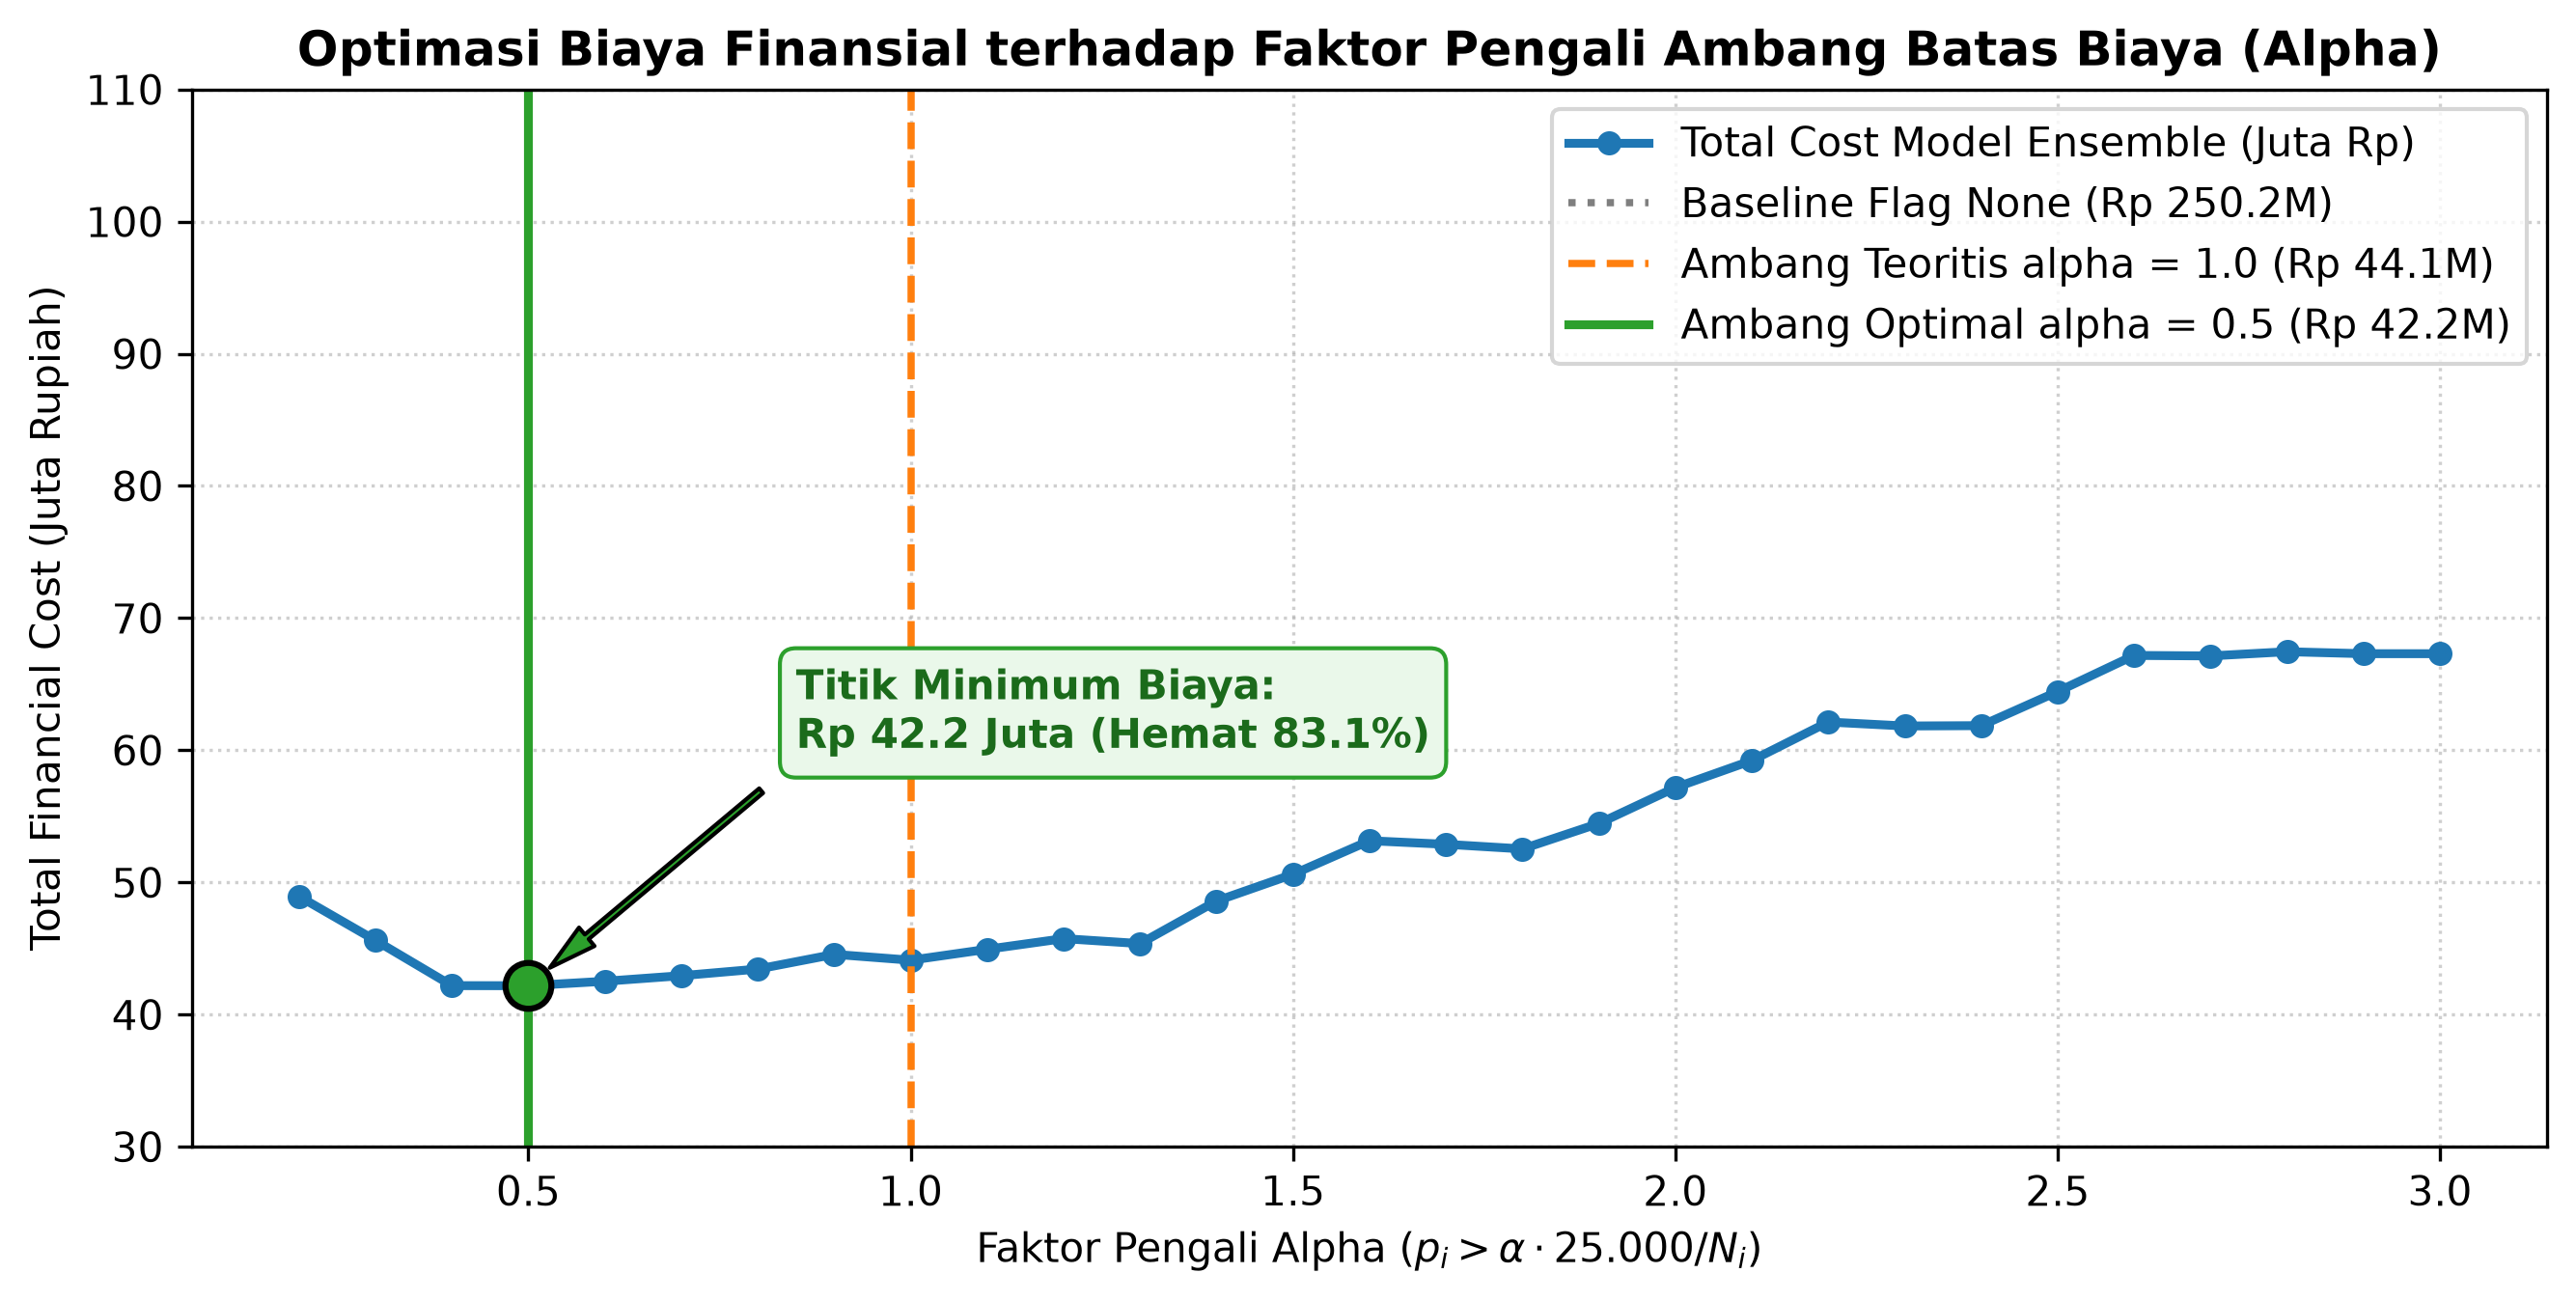 Optimasi Biaya Finansial terhadap Faktor Pengali Ambang Batas Biaya (Alpha)
Total Financial Cost (Juta Rupiah)
110
100
90
80
70
60
50
40
30
Total Cost Model Ensemble (Juta Rp)
Baseline Flag None (Rp 250.2M)
Ambang Teoritis alpha = 1.0 (Rp 44.1M)
Ambang Optimal alpha = 0.5 (Rp 42.2M)
Titik Minimum Biaya:
Rp 42.2 Juta (Hemat 83.1%)
0.5 1.0 1.5 2.0 2.5 3.0
Faktor Pengali Alpha (pᵢ > α · 25.000/Nᵢ)